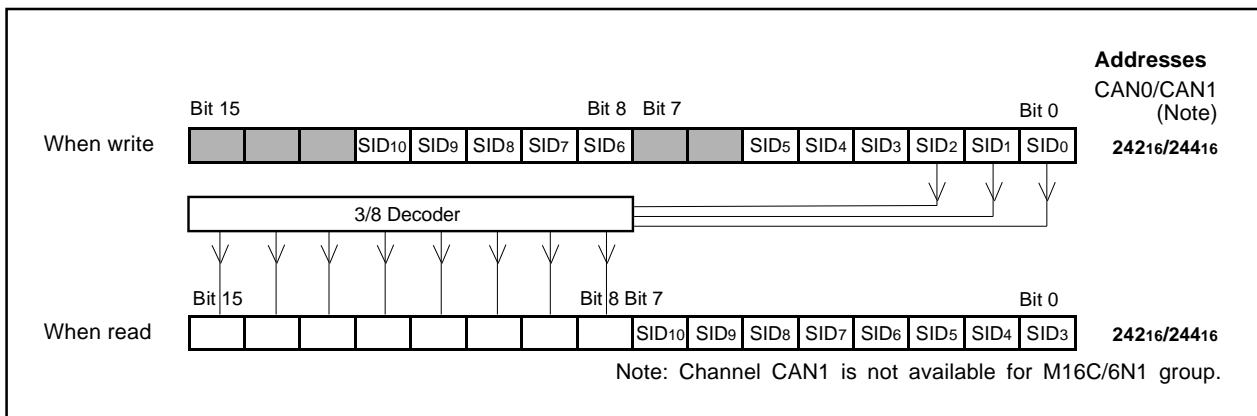 Addresses
CAN0/CAN1
(Note)
Bit 15 Bit 8 Bit 7 Bit 0
When write SID10 SID9 SID8 SID7 SID6 SID5 SID4 SID3 SID2 SID1 SID0 24216/24416
3/8 Decoder
Bit 15 Bit 8 Bit 7 Bit 0
When read SID10 SID9 SID8 SID7 SID6 SID5 SID4 SID3 24216/24416
Note: Channel CAN1 is not available for M16C/6N1 group.